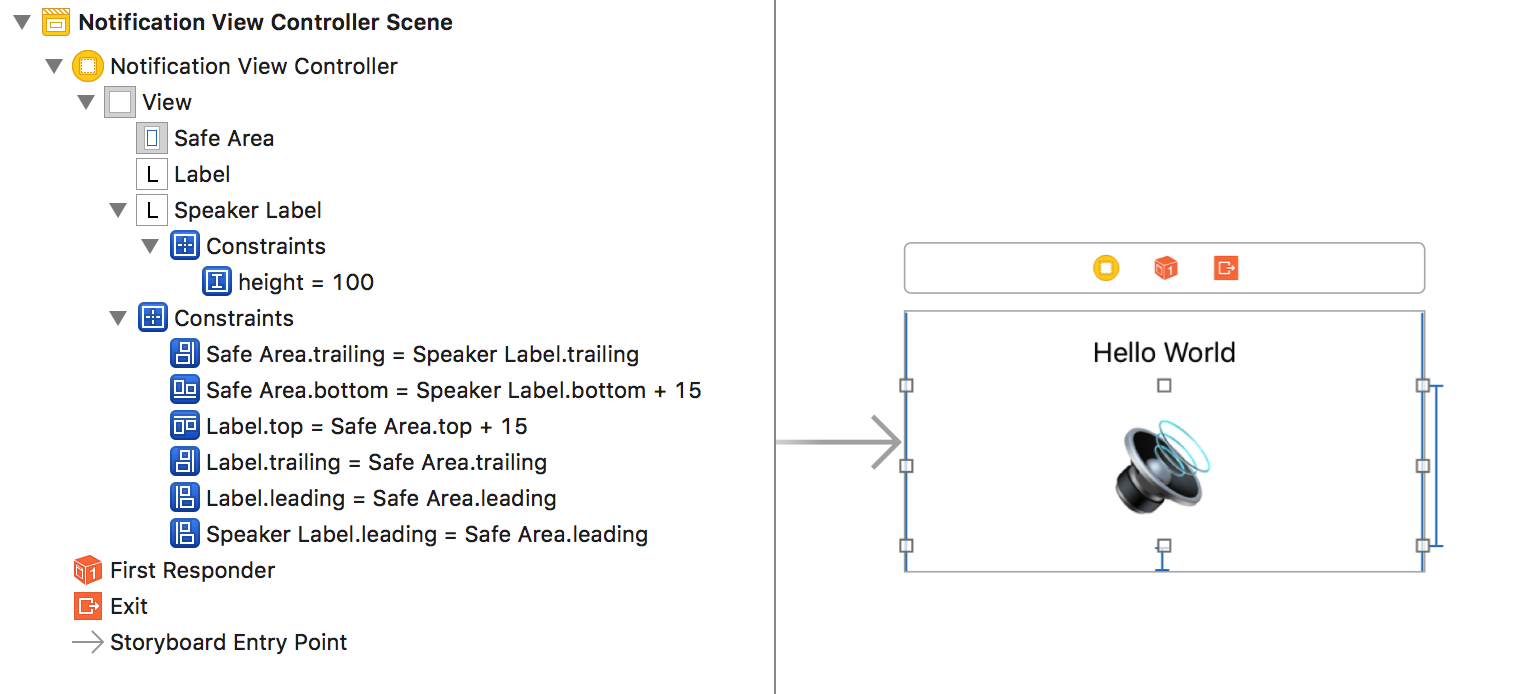 Notification View Controller Scene
Notification View Controller
View
Safe Area
L Label
L Speaker Label
Constraints
height = 100
Constraints
Safe Area.trailing = Speaker Label.trailing
Safe Area.bottom = Speaker Label.bottom + 15
Label.top = Safe Area.top + 15
Label.trailing = Safe Area.trailing
Label.leading = Safe Area.leading
Speaker Label.leading = Safe Area.leading
1 First Responder
Exit
Storyboard Entry Point
1
Hello World